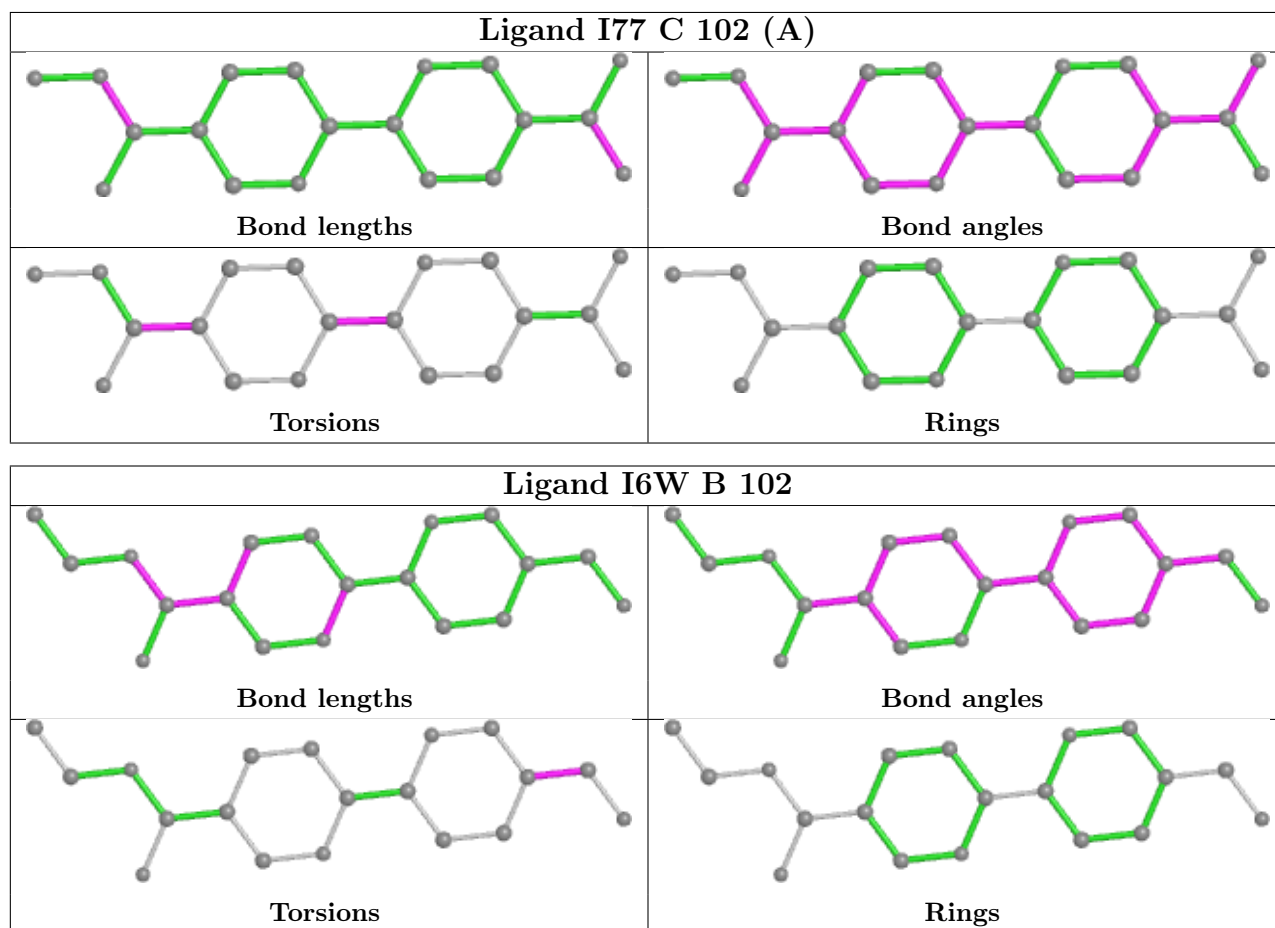 Ligand I77 C 102 (A)
Bond lengths
Bond angles
Torsions
Rings
Ligand I6W B 102
Bond lengths
Bond angles
Torsions
Rings